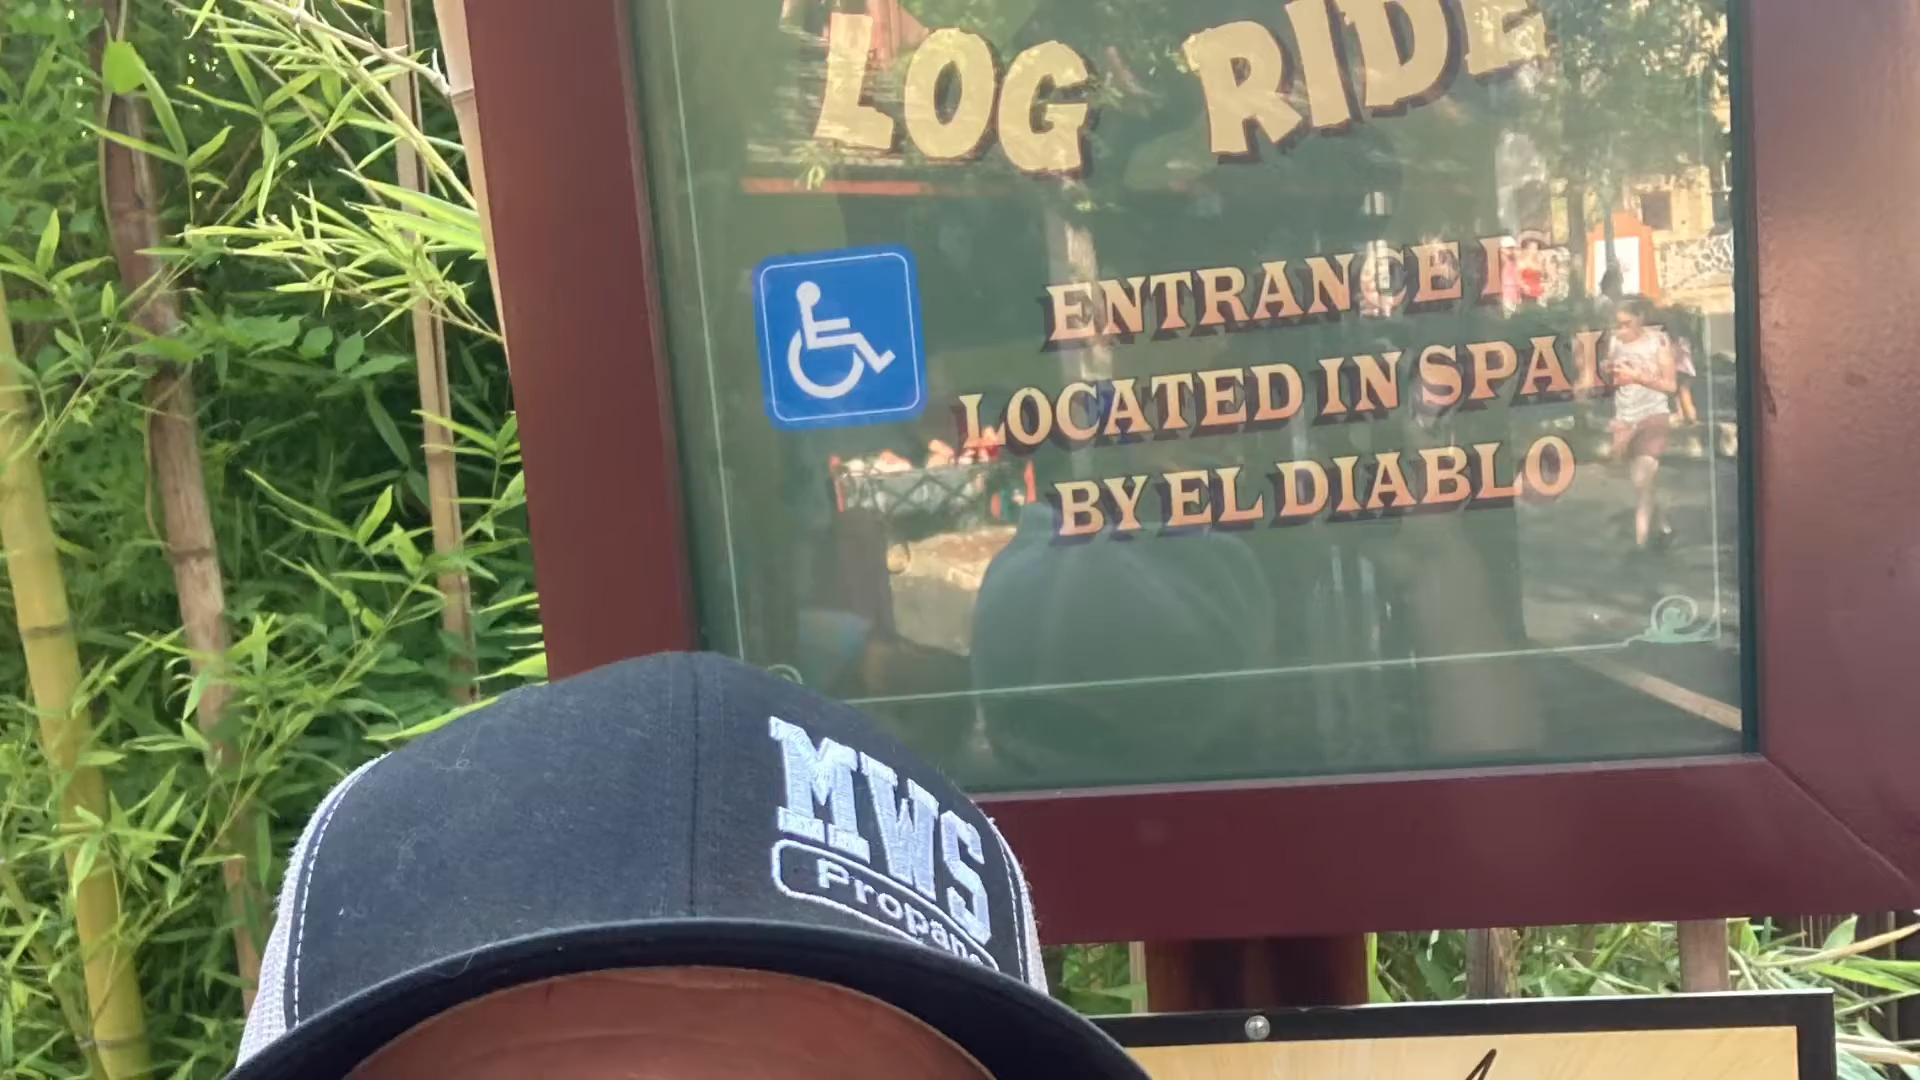 LOG RIDE
ENTRANCE IS
LOCATED IN SPAIN
BY EL DIABLO
MWS
Propane